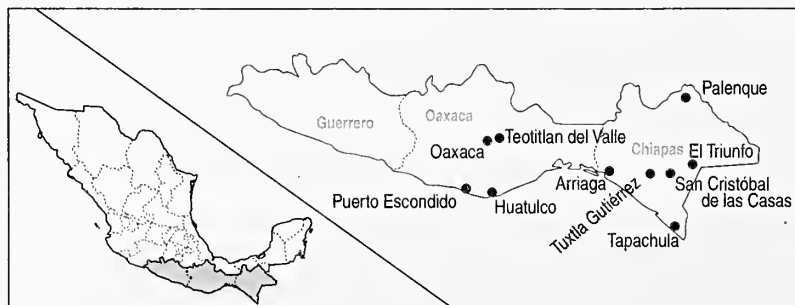 Palenque
Guerrero
Oaxaca
Oaxaca
Teotitlan del Valle
Chiapas
El Triunfo
Arriaga
Tuxtla Gutiérrez
San Cristóbal
de las Casas
Puerto Escondido
Huatulco
Tapachula